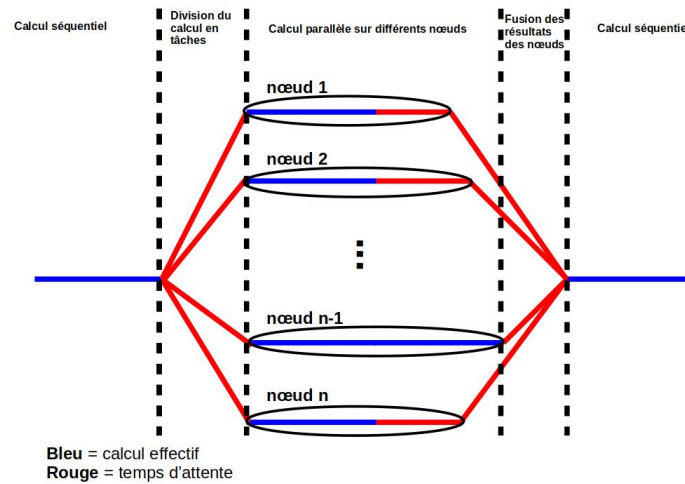 Calcul séquentiel
Division du
calcul en
tâches
Calcul parallèle sur différents nœuds
Fusion des
résultats
des nœuds
Calcul séquentiel
nœud 1
nœud 2
...
nœud n-1
nœud n
Bleu = calcul effectif
Rouge = temps d'attente